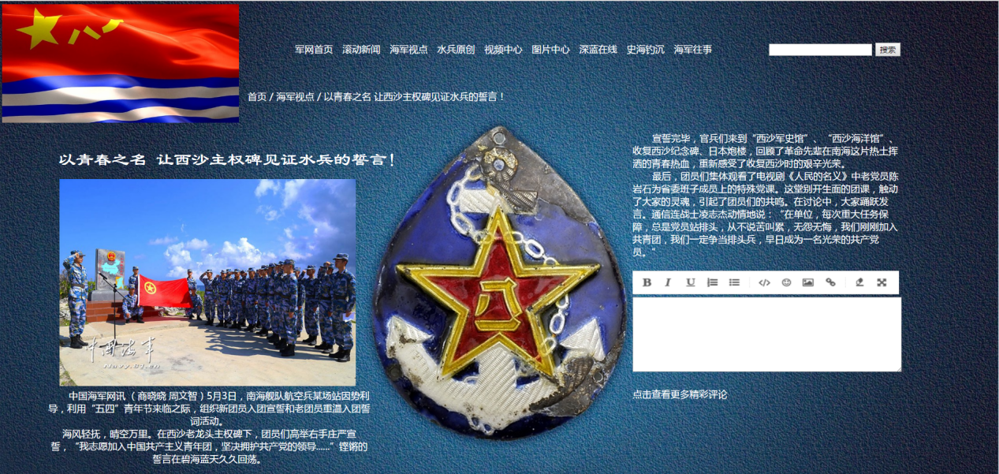 军网首页 滚动新闻 海军视点 水兵原创 视频中心 图片中心 深蓝在线 史海钓沉 海军往事
搜索
首页 / 海军视点 / 以青春之名 让西沙主权碑见证水兵的誓言！
以青春之名 让西沙主权碑见证水兵的誓言！
中国海军
Navy.81.cn
中国海军网讯 （ 商晓晓 周文智 ) 5月3日，南海舰队航空兵某场站因势利
导，利用“五四”青年节来临之际，组织新团员入团宣誓和老团员重温入团誓
词活动。
海风轻抚，晴空万里。在西沙老龙头主权碑下，团员们高举右手庄严宣
誓，“我志愿加入中国共产主义青年团，坚决拥护共产党的领导......”铿锵的
誓言在碧海蓝天久久回荡。
八一
宣誓完毕，官兵们来到“西沙军史馆”、“西沙海洋馆”、
收复西沙纪念碑、日本炮楼，回顾了革命先辈在南海这片热土挥
洒的青春热血，重新感受了收复西沙时的艰辛光荣。
最后，团员们集体观看了电视剧《人民的名义》中老党员陈
岩石为省委班子成员上的特殊党课。这堂别开生面的团课，触动
了大家的灵魂，引起了团员们的共鸣。在讨论中，大家踊跃发
言。通信连战士凌志杰动情地说：“在单位，每次重大任务保
障，总是党员站排头，从不说苦叫累，无怨无悔，我们刚刚加入
共青团，我们一定争当排头兵，早日成为一名光荣的共产党
员。”
B I U
点击查看更多精彩评论